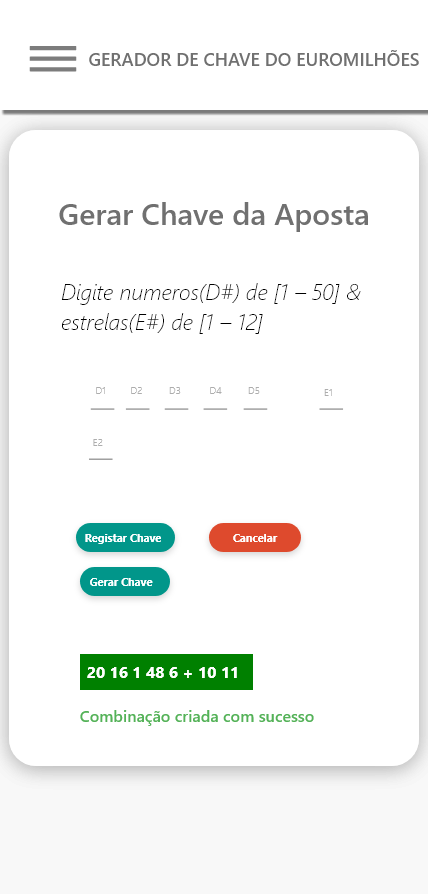 GERADOR DE CHAVE DO EUROMILHÕES
Gerar Chave da Aposta
Digite numeros(D#) de [1 – 50] &
estrelas(E#) de [1 – 12]
D1 D2 D3 D4 D5 E1
E2
Registar Chave Cancelar
Gerar Chave
20 16 1 48 6 + 10 11
Combinação criada com sucesso